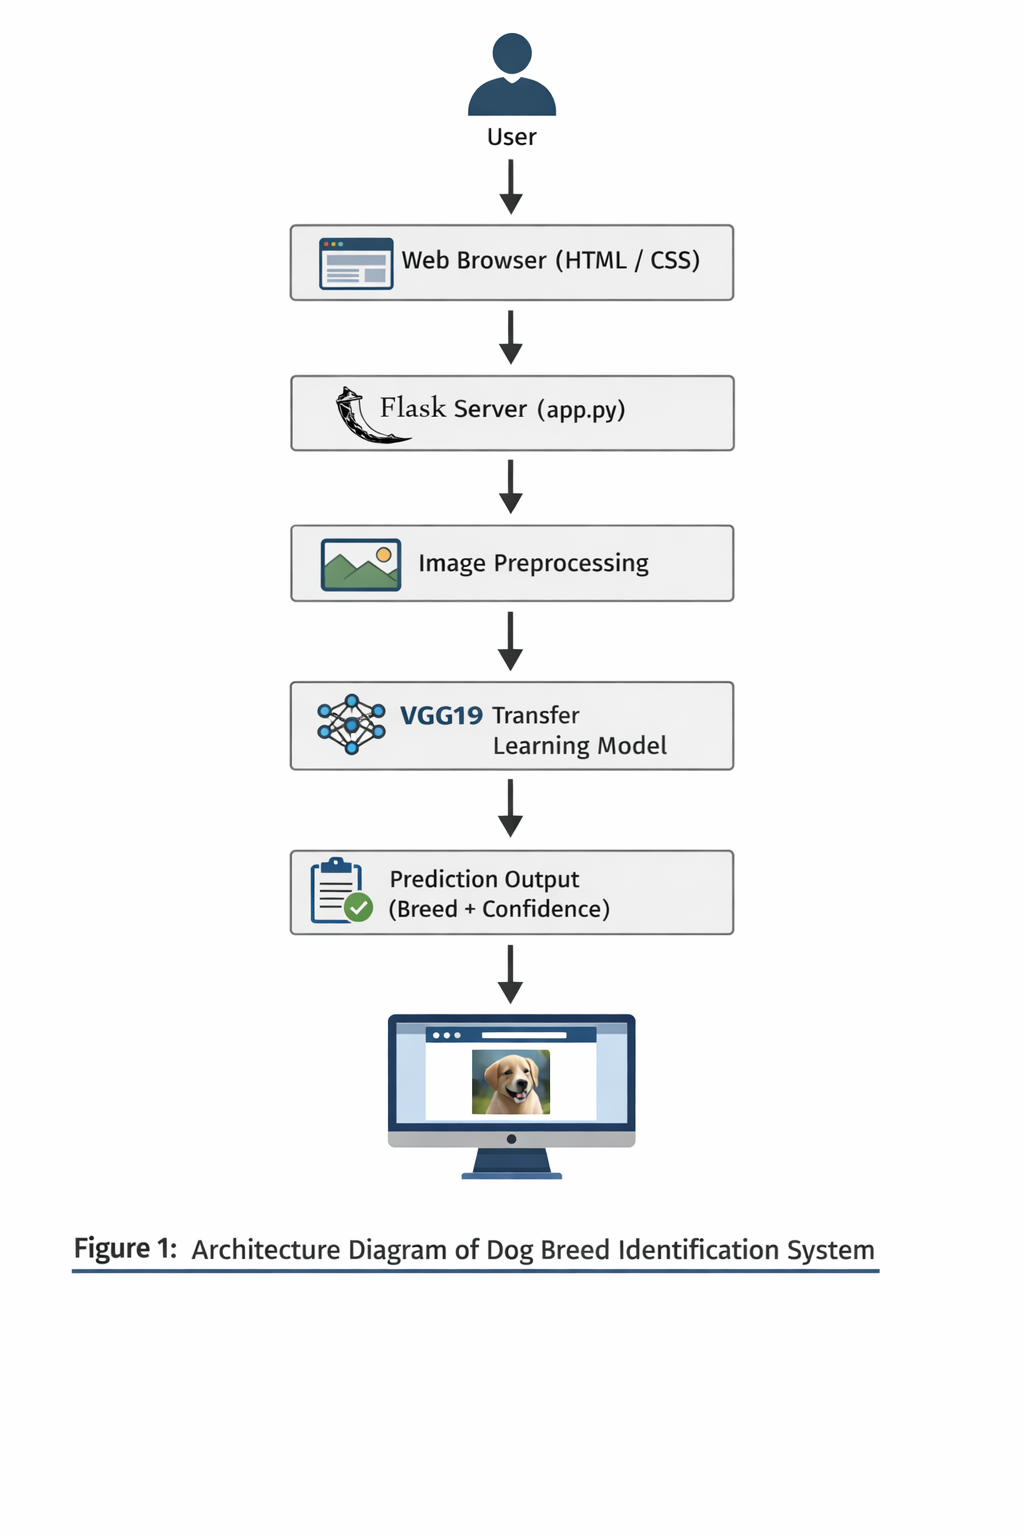 User
Web Browser (HTML / CSS)
Flask Server (app.py)
Image Preprocessing
VGG19 Transfer
Learning Model
Prediction Output
(Breed + Confidence)
Figure 1: Architecture Diagram of Dog Breed Identification System